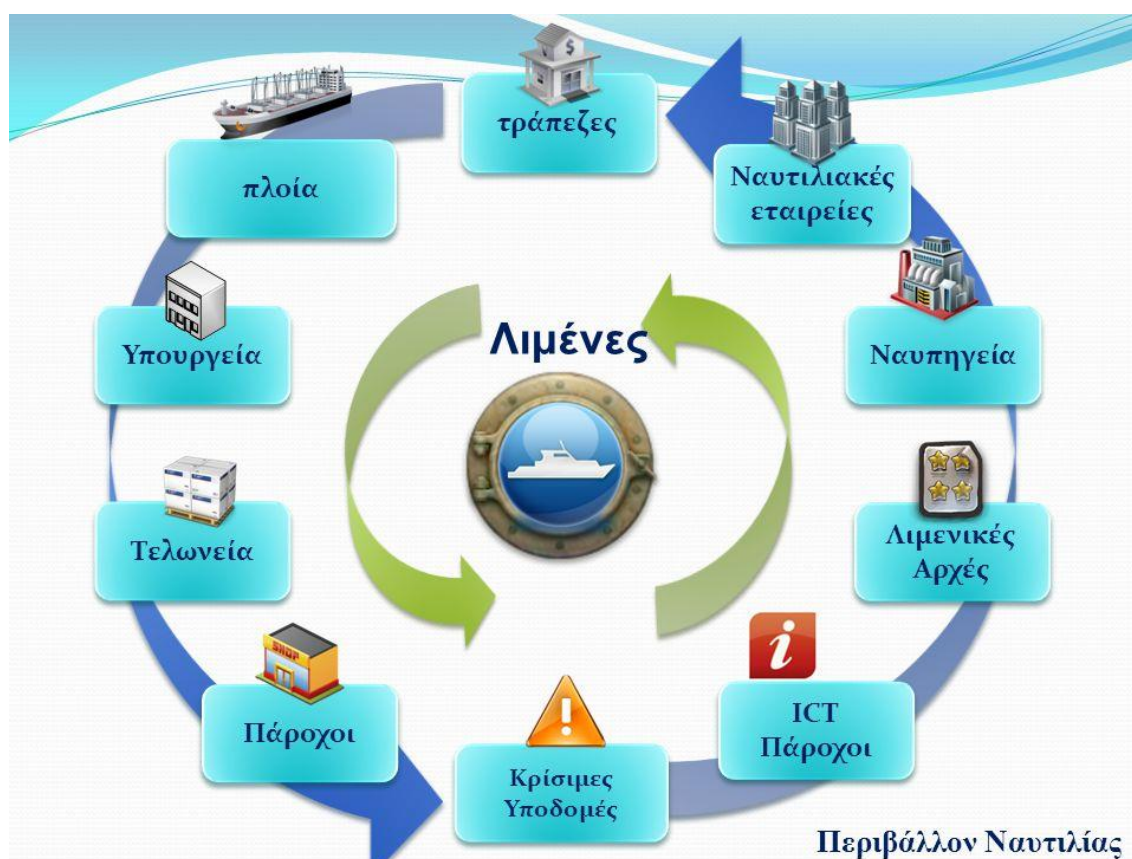 τράπεζες
Ναυτιλιακές
εταιρείες
πλοία
Υπουργεία
Λιμένες
Ναυπηγεία
Τελωνεία
Λιμενικές
Αρχές
SHOP
Πάροχοι
Κρίσιμες
Υποδομές
i
ICT
Πάροχοι
Περιβάλλον Ναυτιλίας